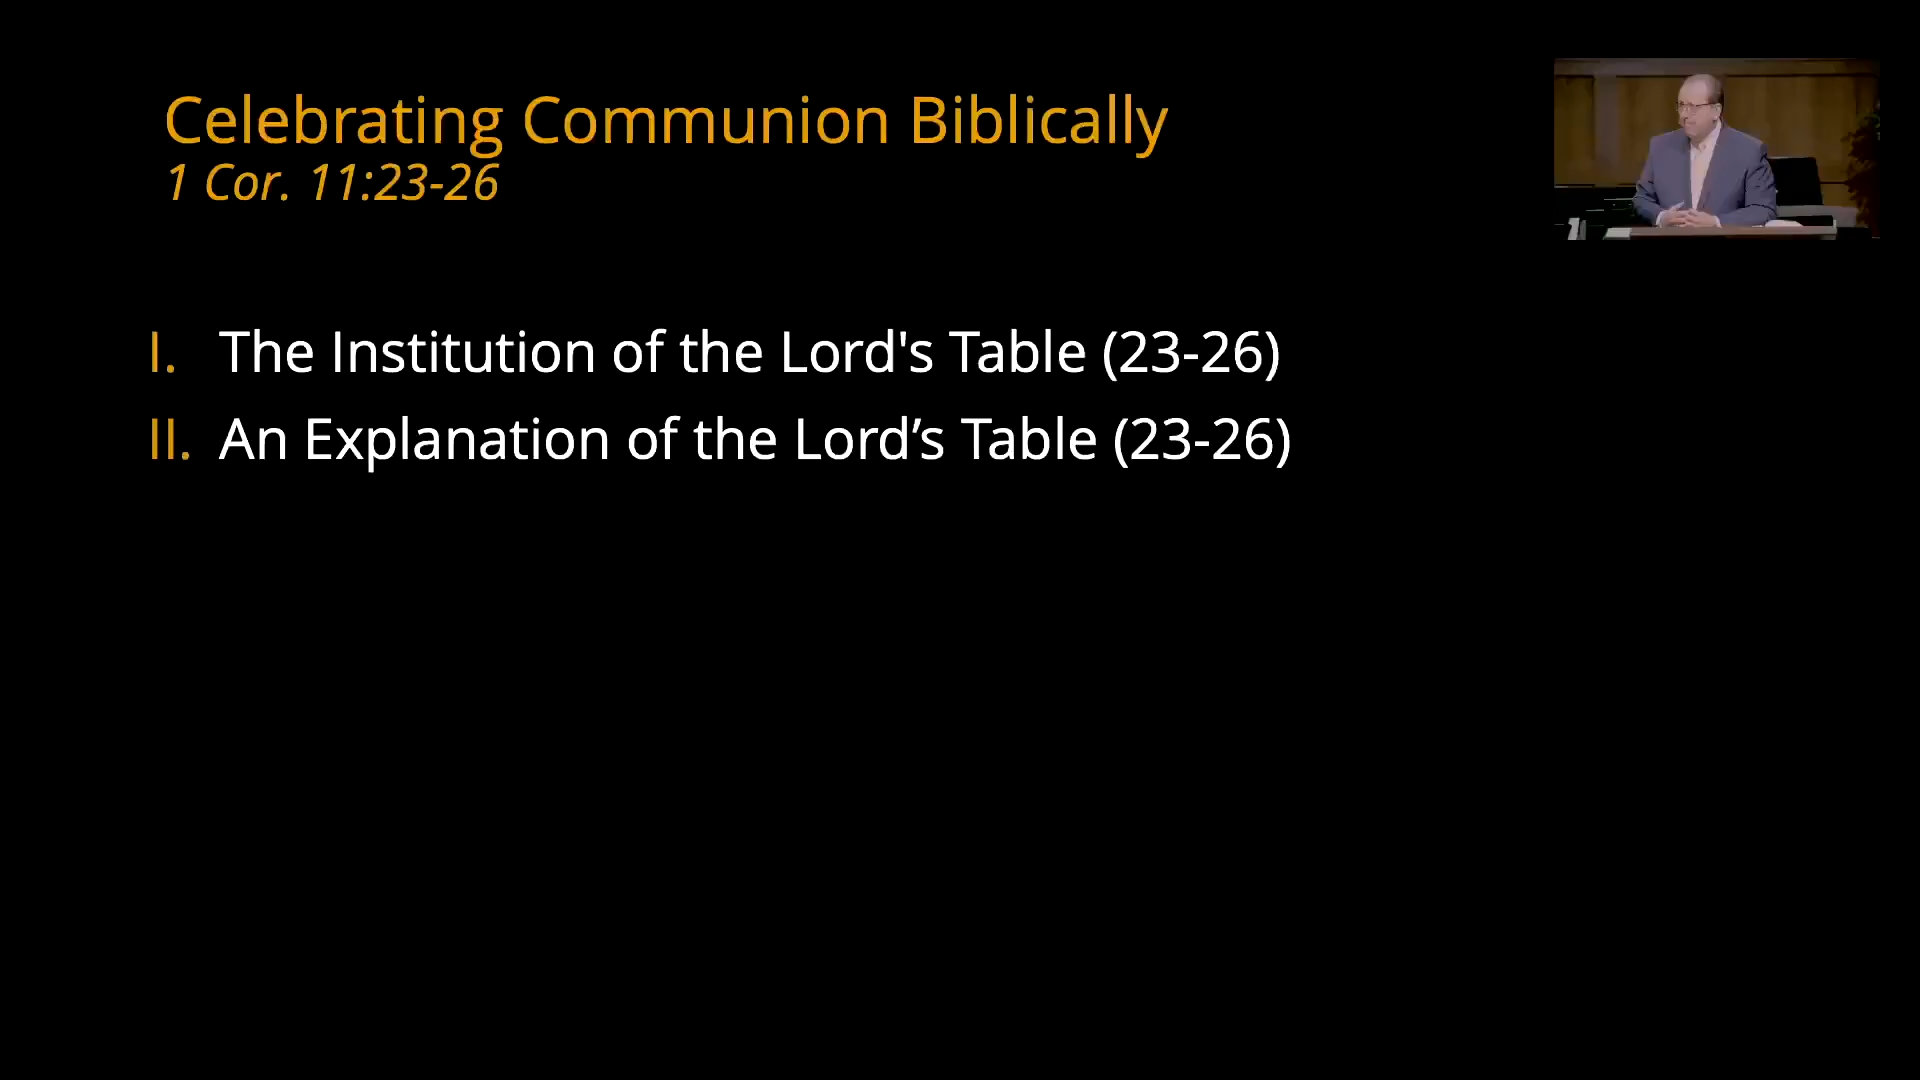 Celebrating Communion Biblically
1 Cor. 11:23-26
I. The Institution of the Lord's Table (23-26)
II. An Explanation of the Lord’s Table (23-26)